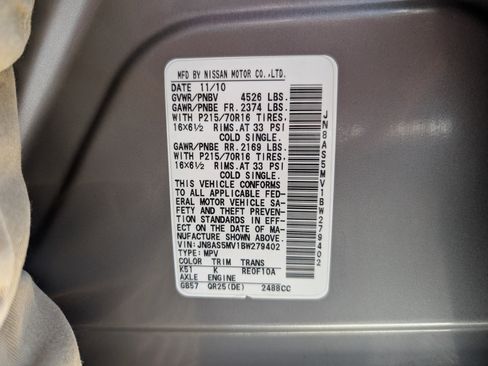 MFD BY NISSAN MOTOR CO.,LTD.
DATE 11/10
GVWR/PNBV 4526 LBS.
GAWR/PNBE FR. 2374 LBS.
WITH P215/70R16 TIRES,
16×6½ RIMS.AT 33 PSI
COLD SINGLE.
GAWR/PNBE RR. 2169 LBS.
WITH P215/70R16 TIRES,
16×6½ RIMS.AT 33 PSI
COLD SINGLE.
THIS VEHICLE CONFORMS
TO ALL APPLICABLE FED-
ERAL MOTOR VEHICLE SA-
FETY AND THEFT PREVEN-
TION STANDARDS IN EFF-
ECT ON THE DATE OF MA-
NUFACTURE SHOWN ABOVE.
VIN: JN8AS5MV1BW279402
TYPE: MPV
COLOR TRIM TRANS
K51 K RE0F10A
AXLE ENGINE
GB57 QR25(DE) 2488CC
JN8AS5MV1BW279402